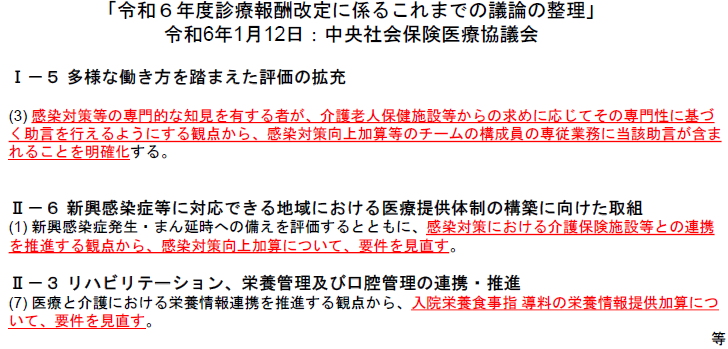 「令和６年度診療報酬改定に係るこれまでの議論の整理」
令和6年1月12日：中央社会保険医療協議会
Ⅰ－５ 多様な働き方を踏まえた評価の拡充
(3) 感染対策等の専門的な知見を有する者が、介護老人保健施設等からの求めに応じてその専門性に基づ
く助言を行えるようにする観点から、感染対策向上加算等のチームの構成員の専従業務に当該助言が含ま
れることを明確化する。
Ⅱ－６ 新興感染症等に対応できる地域における医療提供体制の構築に向けた取組
(1) 新興感染症発生・まん延時への備えを評価するとともに、感染対策における介護保険施設等との連携
を推進する観点から、感染対策向上加算について、要件を見直す。
Ⅱ－３ リハビリテーション、栄養管理及び口腔管理の連携・推進
(7) 医療と介護における栄養情報連携を推進する観点から、入院栄養食事指 導料の栄養情報提供加算につ
いて、要件を見直す。
等